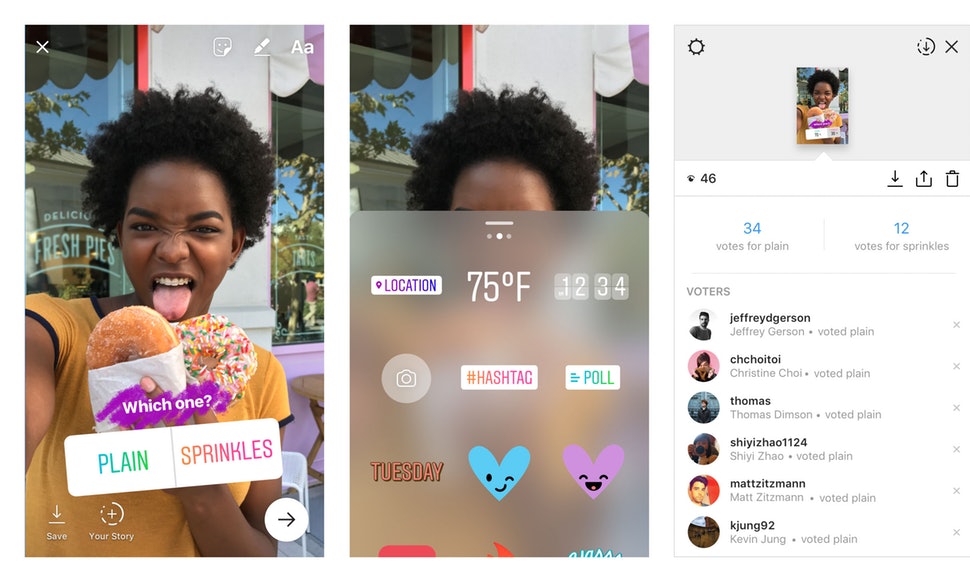 Aa
DELICIOUS
FRESH PIES
TASTY
TARTS
Which one?
PLAIN
SPRINKLES
Save
Your Story
LOCATION
75°F
12 34
#HASHTAG
POLL
TUESDAY
46
34
votes for plain
12
votes for sprinkles
VOTERS
jeffreydgerson
Jeffrey Gerson • voted plain
chchoitoi
Christine Choi • voted plain
thomas
Thomas Dimson • voted plain
shiyizhao1124
Shiyi Zhao • voted plain
mattzitzmann
Matt Zitzmann • voted plain
kjung92
Kevin Jung • voted plain